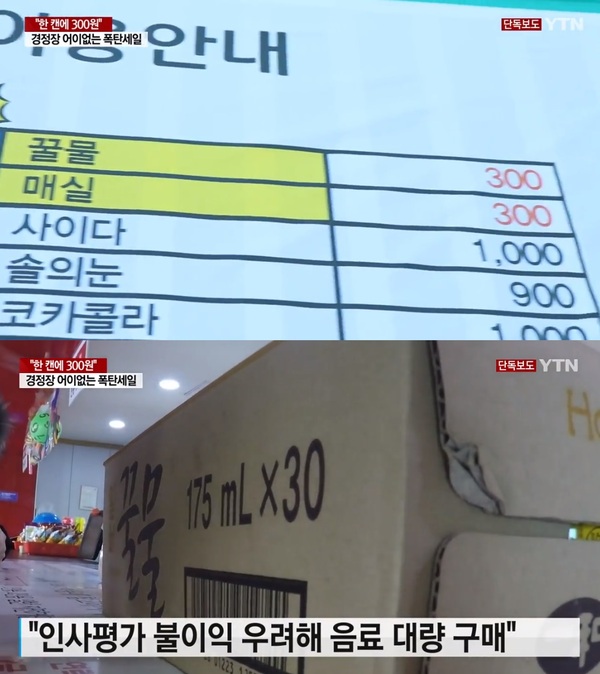 "한 캔에 300원"
경정장 어이없는 폭탄세일
단독보도 YTN
이용안내
꿀물 300
매실 300
사이다 1,000
솔의눈 900
코카콜라 1,000
"한 캔에 300원"
경정장 어이없는 폭탄세일
단독보도 YTN
꿀물
175 mL×30
Ho
"인사평가 불이익 우려해 음료 대량 구매"